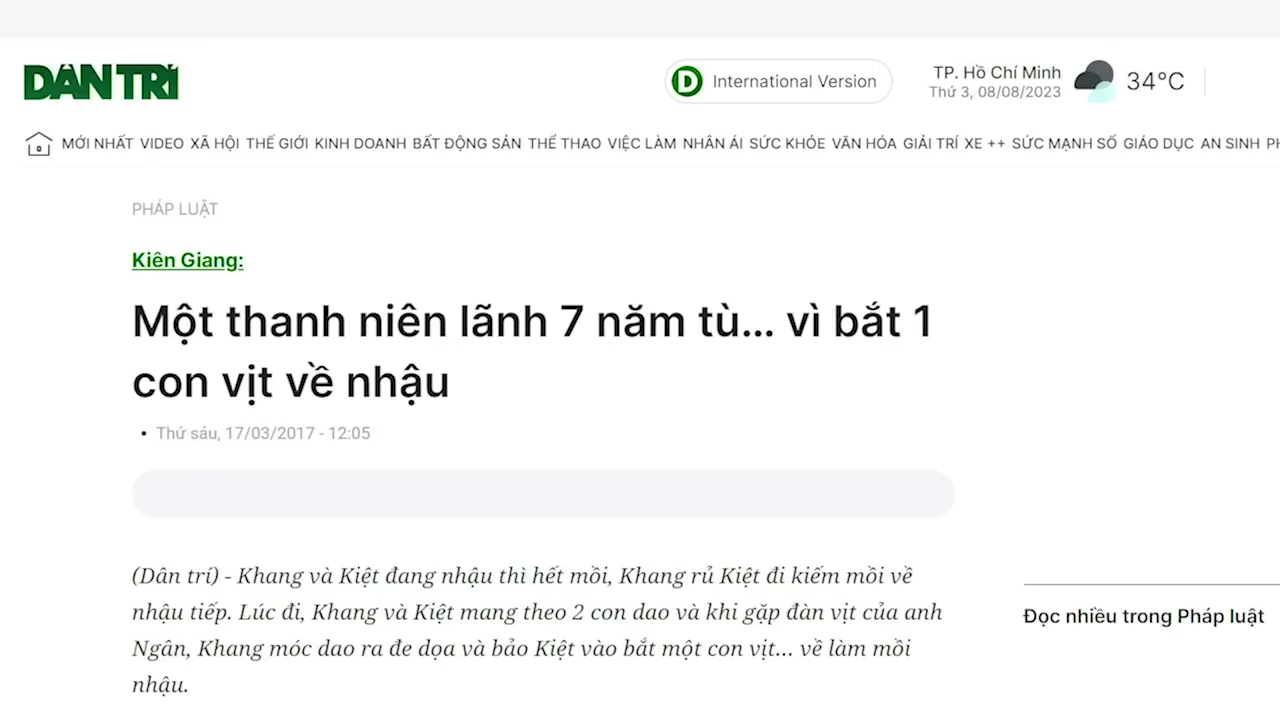 DÂN TRÍ
International Version
TP. Hồ Chí Minh
Thứ 3, 08/08/2023
34°C
MỚI NHẤT VIDEO XÃ HỘI THẾ GIỚI KINH DOANH BẤT ĐỘNG SẢN THỂ THAO VIỆC LÀM NHÂN ÁI SỨC KHỎE VĂN HÓA GIẢI TRÍ XE ++ SỨC MẠNH SỐ GIÁO DỤC AN SINH PH
PHÁP LUẬT
Kiên Giang:
Một thanh niên lãnh 7 năm tù... vì bắt 1
con vịt về nhậu
• Thứ sáu, 17/03/2017 - 12:05
(Dân trí) - Khang và Kiệt đang nhậu thì hết mồi, Khang rủ Kiệt đi kiếm mồi về
nhậu tiếp. Lúc đi, Khang và Kiệt mang theo 2 con dao và khi gặp đàn vịt của anh
Ngân, Khang móc dao ra đe dọa và bảo Kiệt vào bắt một con vịt... về làm mồi
nhậu.
Đọc nhiều trong Pháp luật